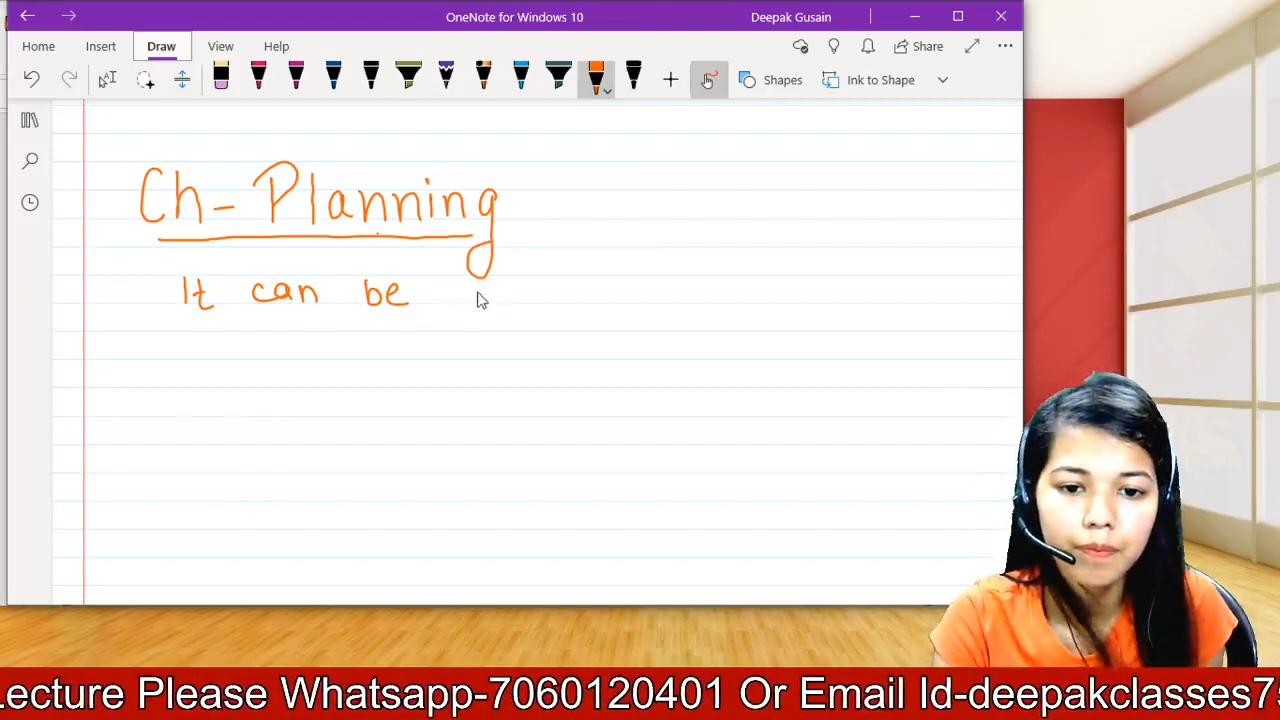 OneNote for Windows 10 Deepak Gusain
Home Insert Draw View Help Share
Shapes Ink to Shape
Ch- Planning
It can be
Lecture Please Whatsapp-7060120401 Or Email Id-deepakclasses75